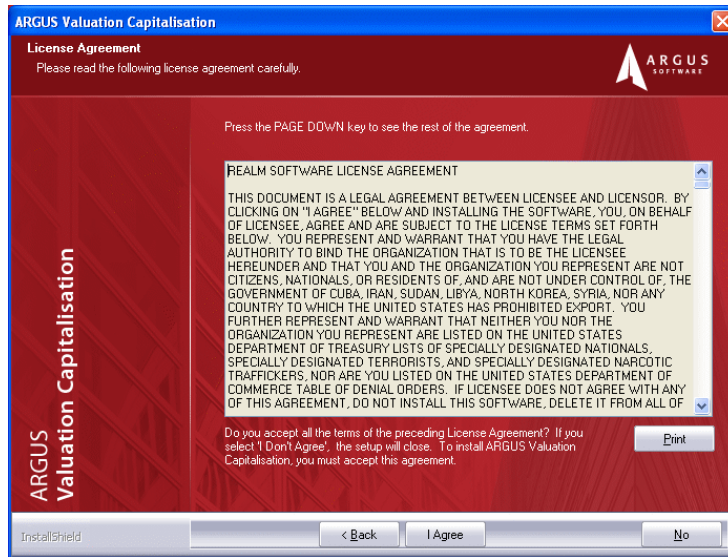 ARGUS Valuation Capitalisation
License Agreement
Please read the following license agreement carefully.
ARGUS
SOFTWARE
Press the PAGE DOWN key to see the rest of the agreement.
REALM SOFTWARE LICENSE AGREEMENT
THIS DOCUMENT IS A LEGAL AGREEMENT BETWEEN LICENSEE AND LICENSOR. BY
CLICKING ON "I AGREE" BELOW AND INSTALLING THE SOFTWARE, YOU, ON BEHALF
OF LICENSEE, AGREE AND ARE SUBJECT TO THE LICENSE TERMS SET FORTH
BELOW. YOU REPRESENT AND WARRANT THAT YOU HAVE THE LEGAL
AUTHORITY TO BIND THE ORGANIZATION THAT IS TO BE THE LICENSEE
HEREUNDER AND THAT YOU AND THE ORGANIZATION YOU REPRESENT ARE NOT
CITIZENS, NATIONALS, OR RESIDENTS OF, AND ARE NOT UNDER CONTROL OF, THE
GOVERNMENT OF CUBA, IRAN, SUDAN, LIBYA, NORTH KOREA, SYRIA, NOR ANY
COUNTRY TO WHICH THE UNITED STATES HAS PROHIBITED EXPORT. YOU
FURTHER REPRESENT AND WARRANT THAT NEITHER YOU NOR THE
ORGANIZATION YOU REPRESENT ARE LISTED ON THE UNITED STATES
DEPARTMENT OF TREASURY LISTS OF SPECIALLY DESIGNATED NATIONALS,
SPECIALLY DESIGNATED TERRORISTS, AND SPECIALLY DESIGNATED NARCOTIC
TRAFFICKERS, NOR ARE YOU LISTED ON THE UNITED STATES DEPARTMENT OF
COMMERCE TABLE OF DENIAL ORDERS. IF LICENSEE DOES NOT AGREE WITH ANY
OF THIS AGREEMENT, DO NOT INSTALL THIS SOFTWARE, DELETE IT FROM ALL OF
Do you accept all the terms of the preceding License Agreement? If you
select 'I Don't Agree', the setup will close. To install ARGUS Valuation
Capitalisation, you must accept this agreement.
Print
ARGUS
Valuation Capitalisation
InstallShield
< Back
I Agree
No